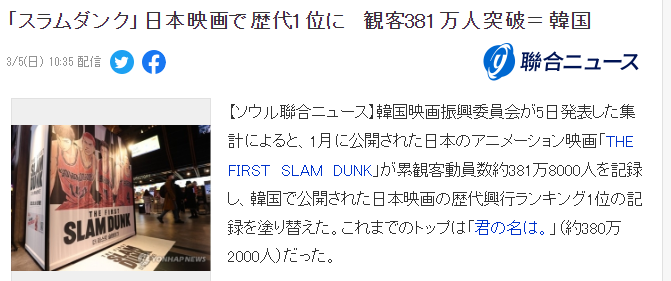 「スラムダンク」日本映画で歴代1位に　観客381万人突破＝韓国
3/5(日) 10:35 配信
聯合ニュース
【ソウル聯合ニュース】韓国映画振興委員会が5日発表した集
計によると、1月に公開された日本のアニメーション映画「THE
FIRST　SLAM　DUNK」が累観客動員数約381万8000人を記録
し、韓国で公開された日本映画の歴代興行ランキング1位の記
録を塗り替えた。これまでのトップは「君の名は。」（約380万
2000人）だった。
THE FIRST
SLAM DUNK
YONHAP NEWS